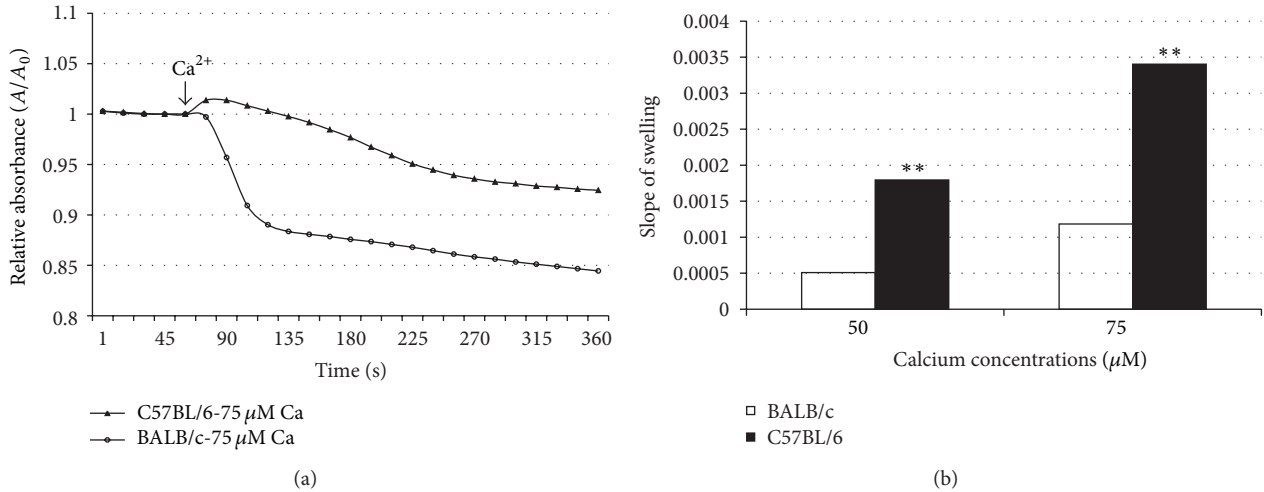 1.1
1.05
1
0.95
0.9
0.85
0.8
Relative absorbance (A/A₀)
Ca²⁺
1 45 90 135 180 225 270 315 360
Time (s)
C57BL/6-75 μM Ca
BALB/c-75 μM Ca
(a)
0.004
0.0035
0.003
0.0025
0.002
0.0015
0.001
0.0005
0
Slope of swelling
**
**
50 75
Calcium concentrations (μM)
BALB/c
C57BL/6
(b)